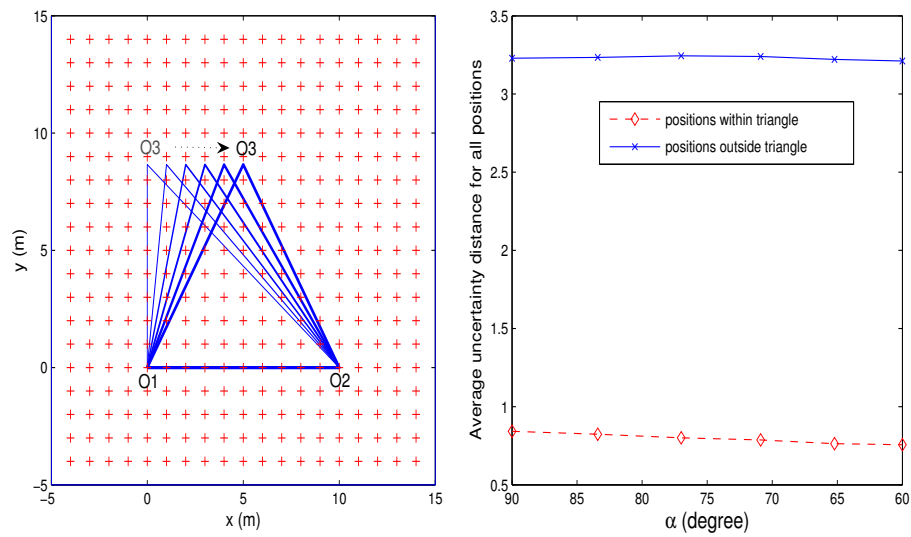 15
10
5
0
−5
y (m)
O3
O3
O1
O2
−5
0
5
10
15
x (m)
3.5
3
2.5
2
1.5
1
0.5
Average uncertainty distance for all positions
positions within triangle
positions outside triangle
90
85
80
75
70
65
60
α (degree)